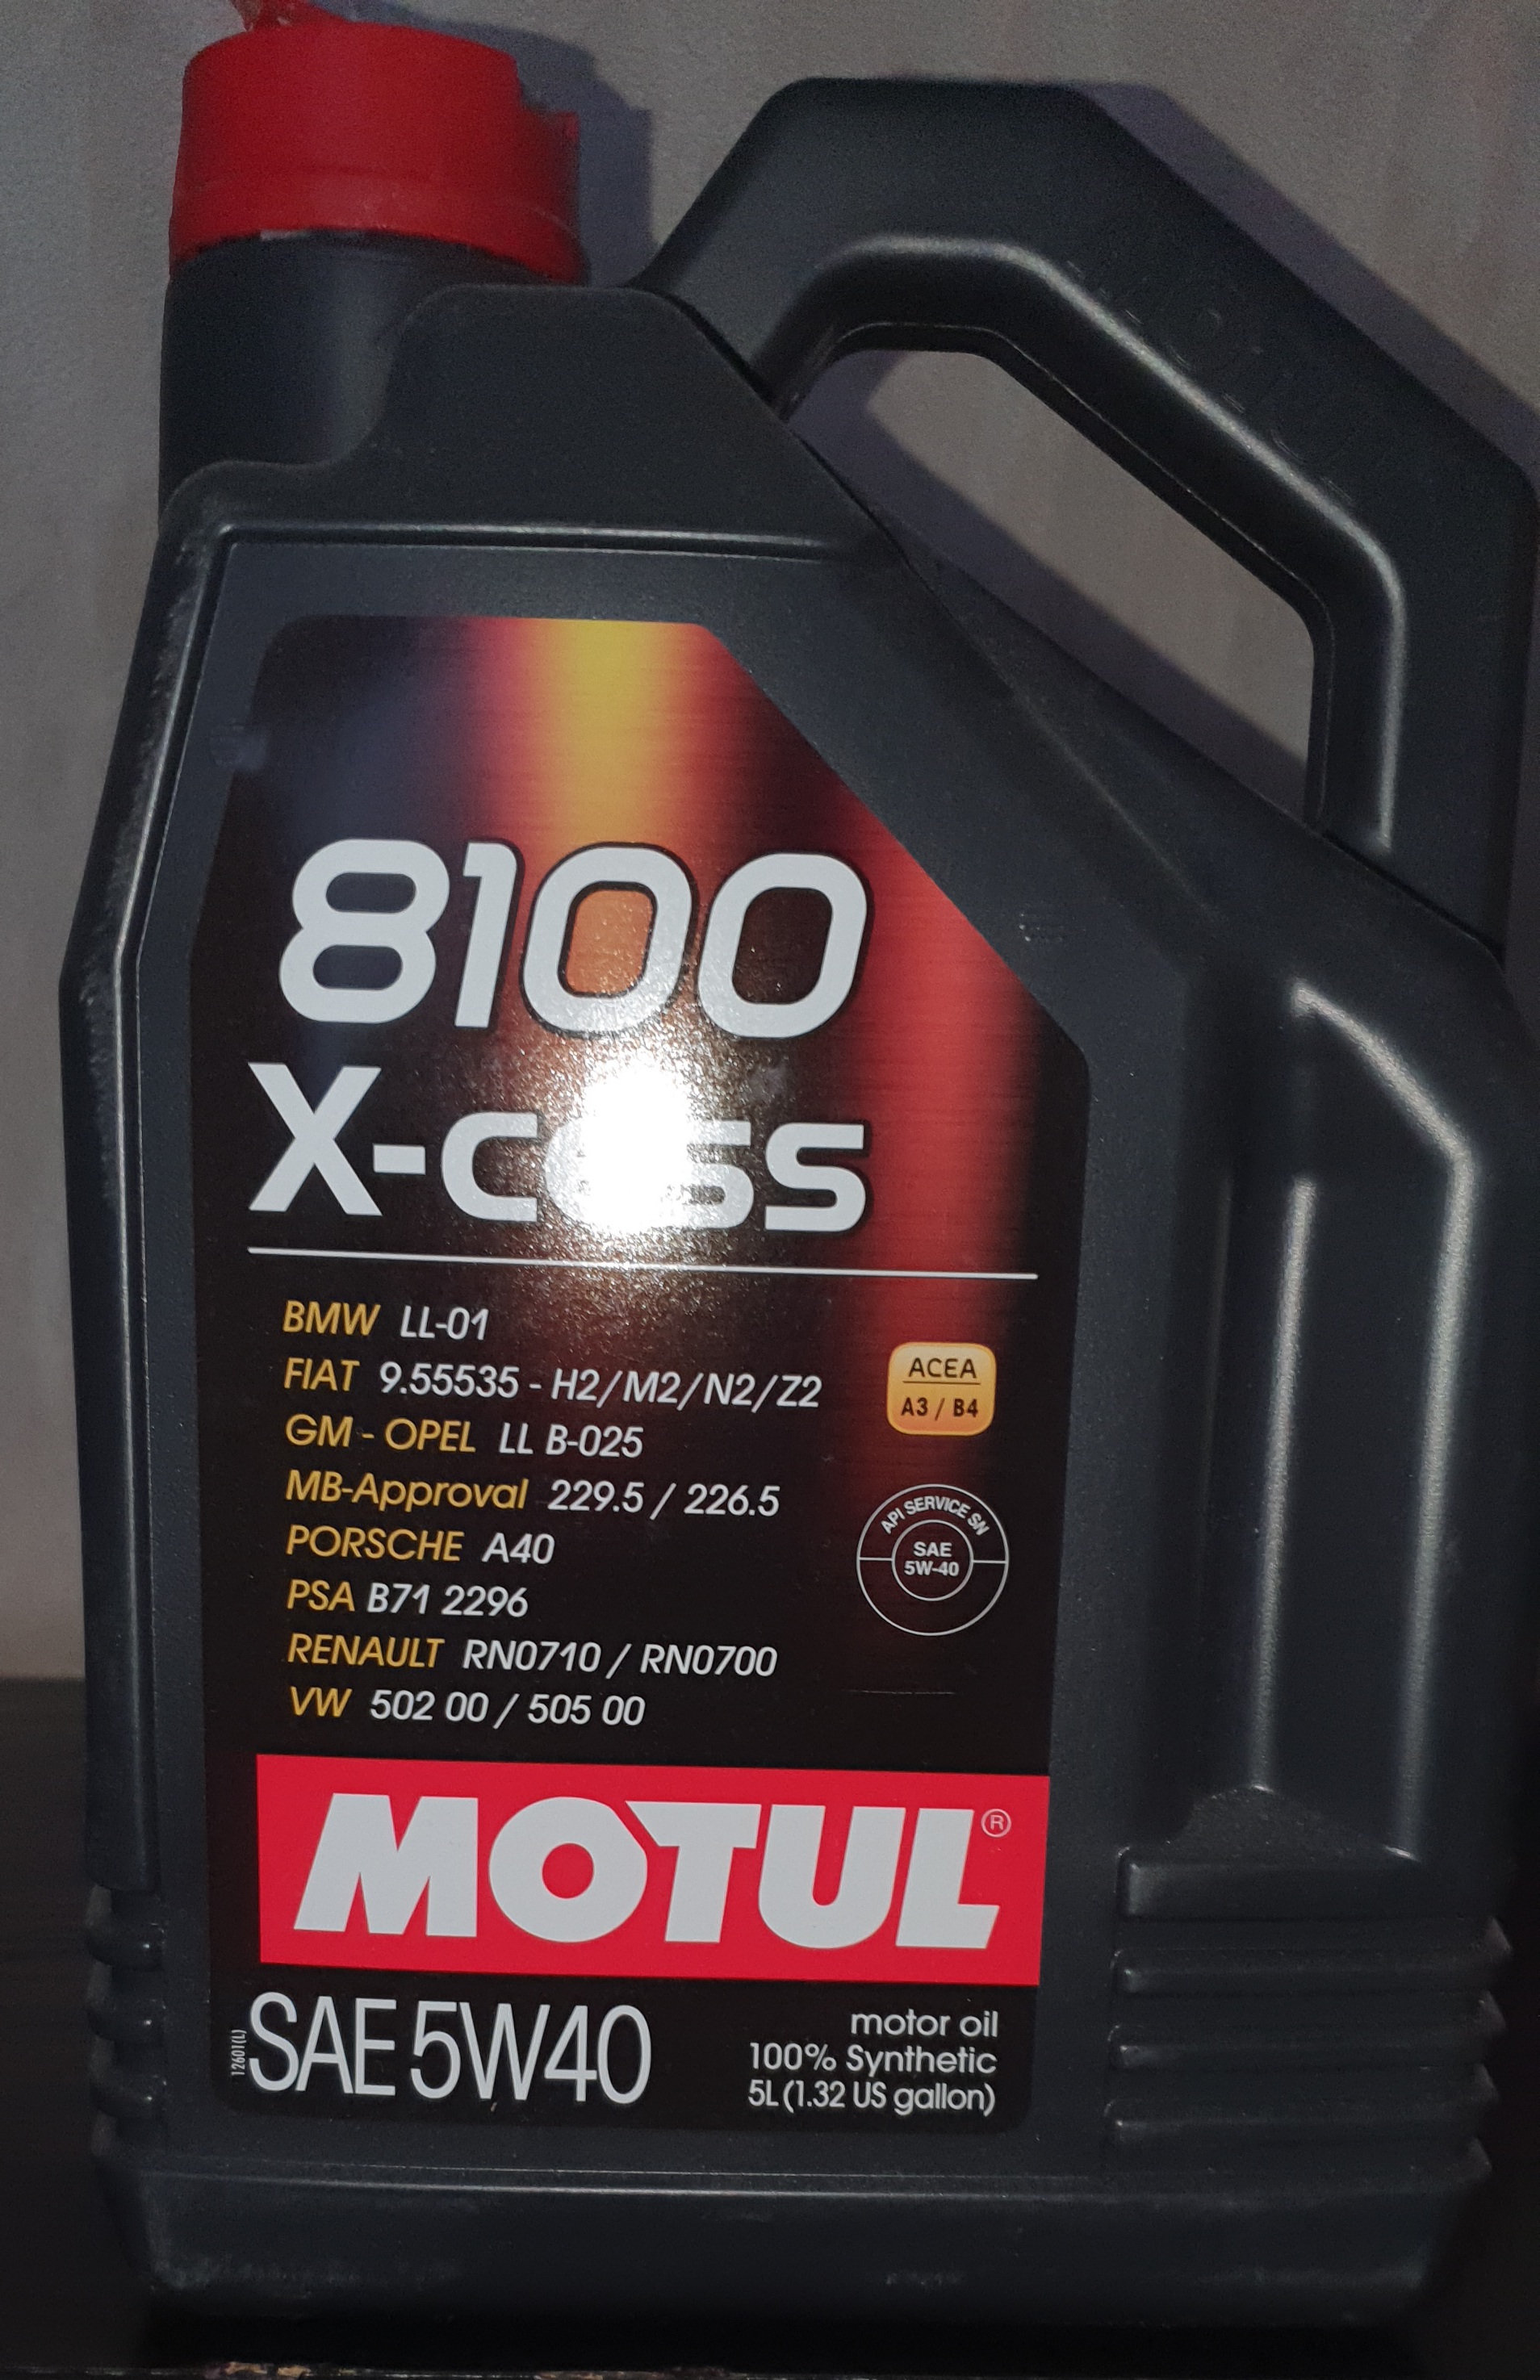 8100
X-cess
BMW LL-01
FIAT 9.55535 - H2/M2/N2/Z2
GM - OPEL LL B-025
MB-Approval 229.5 / 226.5
PORSCHE A40
PSA B71 2296
RENAULT RN0710 / RN0700
VW 502 00 / 505 00
ACEA
A3 / B4
API SERVICE SN
SAE
5W-40
MOTUL®
SAE 5W40
12601(L)
motor oil
100% Synthetic
5L (1.32 US gallon)